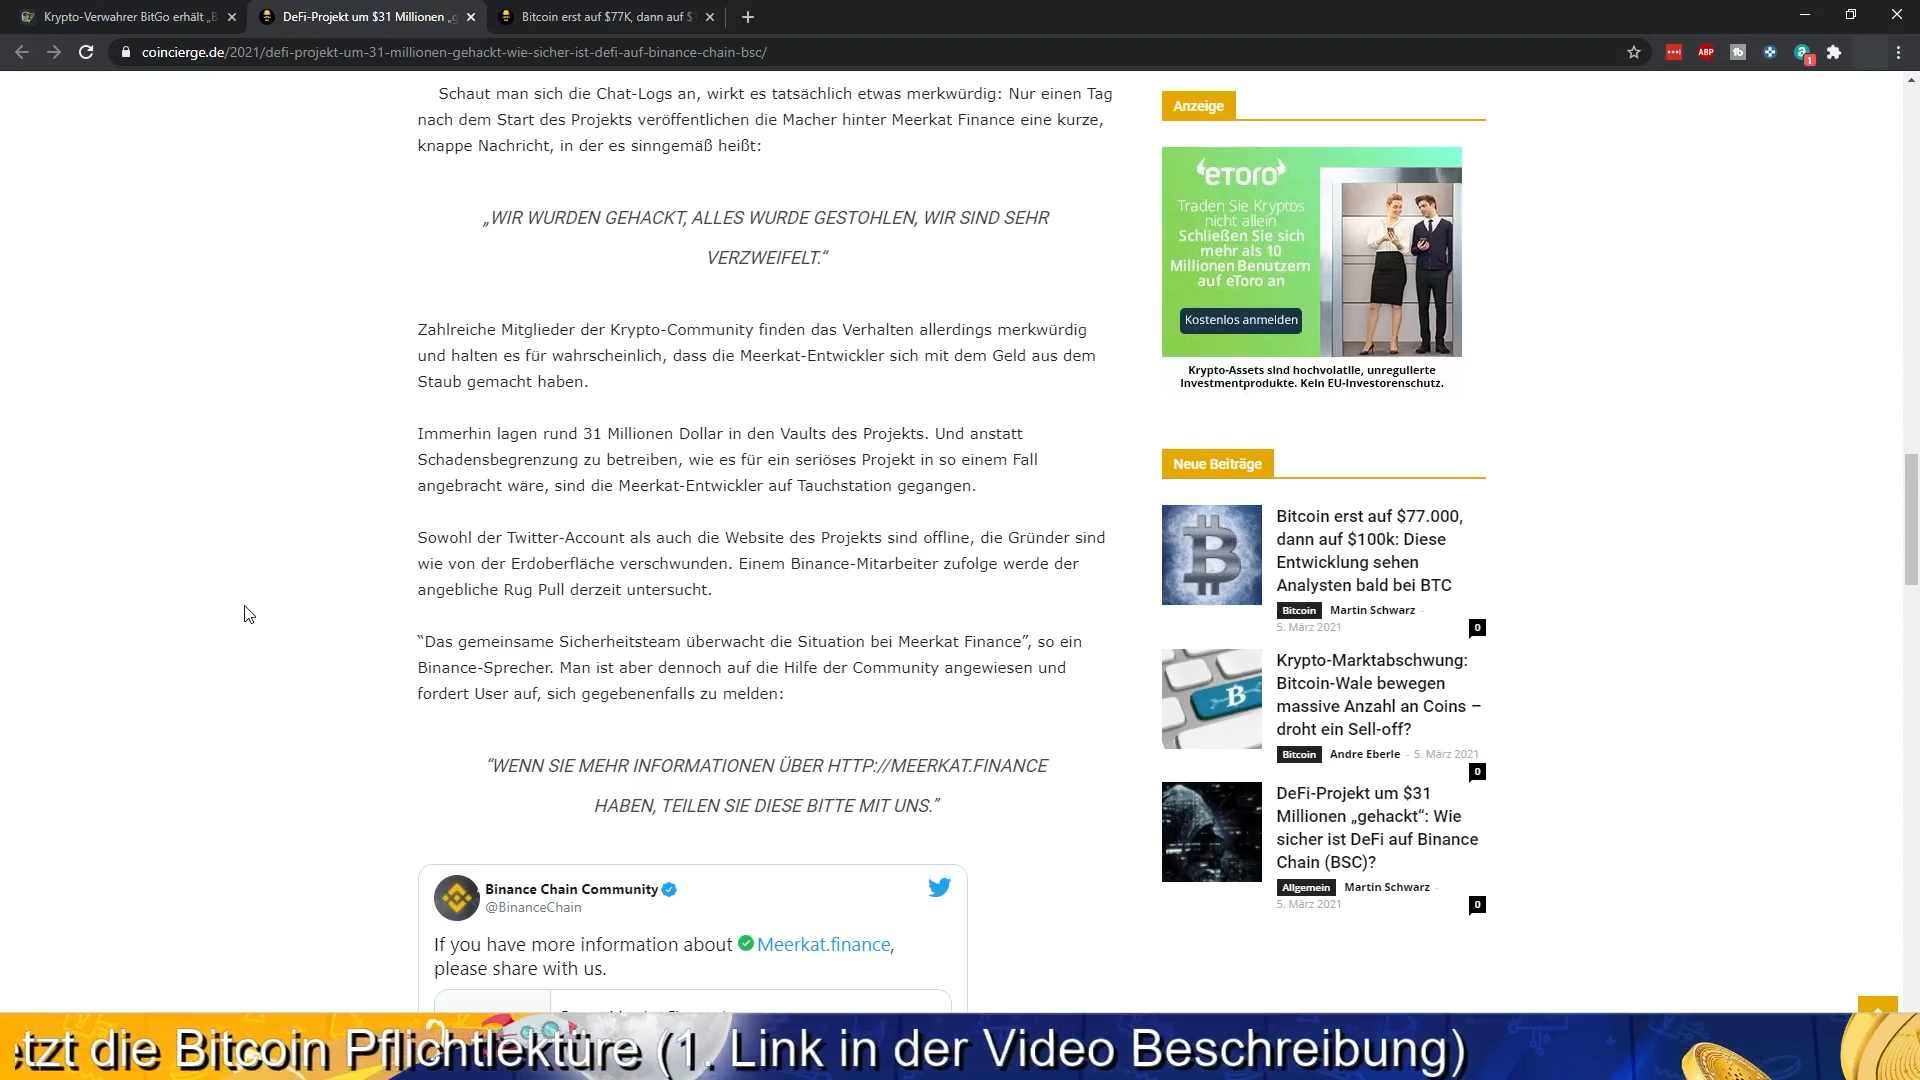 Krypto-Verwahrer BitGo erhält „B
DeFi-Projekt um $31 Millionen „g
Bitcoin erst auf $77K, dann auf $1
coincierge.de/2021/defi-projekt-um-31-millionen-gehackt-wie-sicher-ist-defi-auf-binance-chain-bsc/
ABP
1
Schaut man sich die Chat-Logs an, wirkt es tatsächlich etwas merkwürdig: Nur einen Tag
nach dem Start des Projekts veröffentlichen die Macher hinter Meerkat Finance eine kurze,
knappe Nachricht, in der es sinngemäß heißt:
„WIR WURDEN GEHACKT, ALLES WURDE GESTOHLEN, WIR SIND SEHR
VERZWEIFELT.“
Zahlreiche Mitglieder der Krypto-Community finden das Verhalten allerdings merkwürdig
und halten es für wahrscheinlich, dass die Meerkat-Entwickler sich mit dem Geld aus dem
Staub gemacht haben.
Immerhin lagen rund 31 Millionen Dollar in den Vaults des Projekts. Und anstatt
Schadensbegrenzung zu betreiben, wie es für ein seriöses Projekt in so einem Fall
angebracht wäre, sind die Meerkat-Entwickler auf Tauchstation gegangen.
Sowohl der Twitter-Account als auch die Website des Projekts sind offline, die Gründer sind
wie von der Erdoberfläche verschwunden. Einem Binance-Mitarbeiter zufolge werde der
angebliche Rug Pull derzeit untersucht.
“Das gemeinsame Sicherheitsteam überwacht die Situation bei Meerkat Finance”, so ein
Binance-Sprecher. Man ist aber dennoch auf die Hilfe der Community angewiesen und
fordert User auf, sich gegebenenfalls zu melden:
“WENN SIE MEHR INFORMATIONEN ÜBER HTTP://MEERKAT.FINANCE
HABEN, TEILEN SIE DIESE BITTE MIT UNS.”
Binance Chain Community
@BinanceChain
If you have more information about Meerkat.finance,
please share with us.
Anzeige
eToro
Traden Sie Kryptos
nicht allein
Schließen Sie sich
mehr als 10
Millionen Benutzern
auf eToro an
Kostenlos anmelden
Krypto-Assets sind hochvolatile, unregulierte
Investmentprodukte. Kein EU-Investorenschutz.
Neue Beiträge
Bitcoin erst auf $77.000,
dann auf $100k: Diese
Entwicklung sehen
Analysten bald bei BTC
Bitcoin Martin Schwarz -
5. März 2021
0
Krypto-Marktabschwung:
Bitcoin-Wale bewegen
massive Anzahl an Coins –
droht ein Sell-off?
Bitcoin Andre Eberle - 5. März 2021
0
DeFi-Projekt um $31
Millionen „gehackt“: Wie
sicher ist DeFi auf Binance
Chain (BSC)?
Allgemein Martin Schwarz -
5. März 2021
0
tzt die Bitcoin Pflichtlektüre (1. Link in der Video Beschreibung)